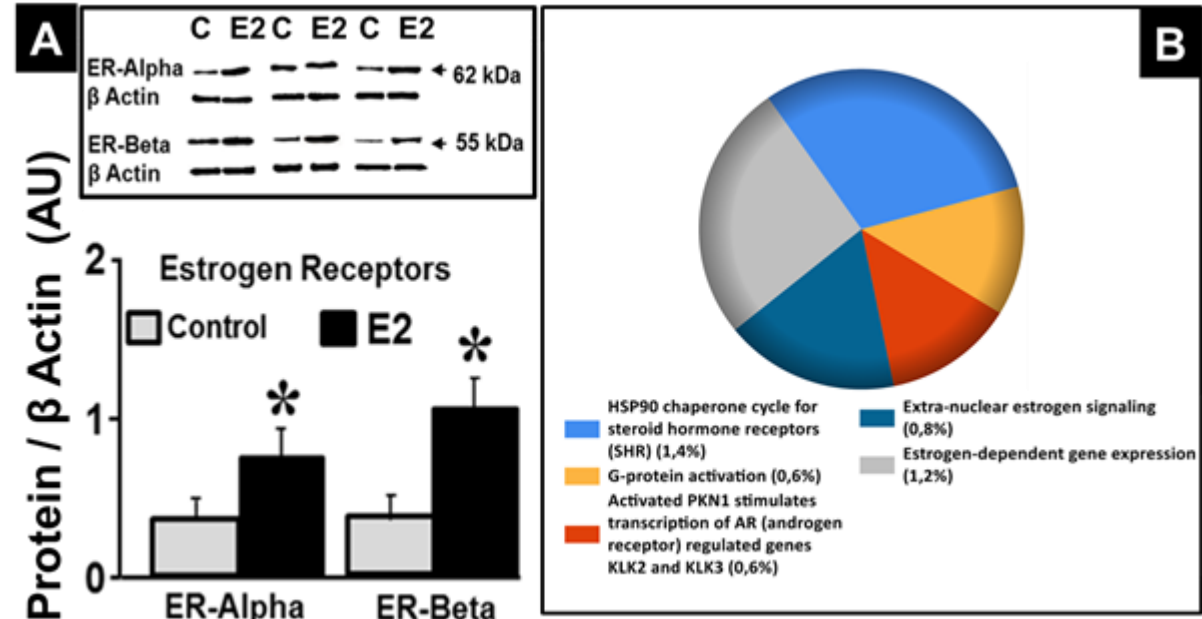 A
C E2 C E2 C E2
ER-Alpha
62 kDa
β Actin
ER-Beta
55 kDa
β Actin
Protein / β Actin (AU)
2
Estrogen Receptors
Control
E2
*
*
1
0
ER-Alpha
ER-Beta
B
HSP90 chaperone cycle for
steroid hormone receptors
(SHR) (1,4%)
G-protein activation (0,6%)
Activated PKN1 stimulates
transcription of AR (androgen
receptor) regulated genes
KLK2 and KLK3 (0,6%)
Extra-nuclear estrogen signaling
(0,8%)
Estrogen-dependent gene expression
(1,2%)